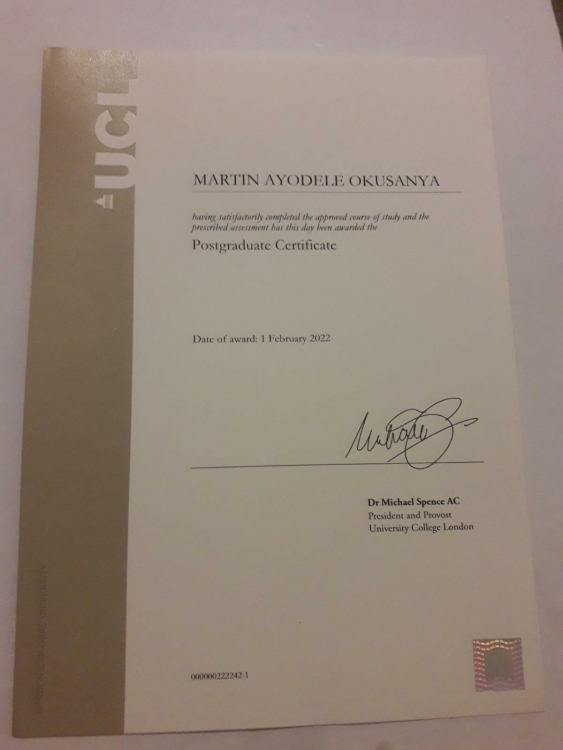 UCL
MARTIN AYODELE OKUSANYA
having satisfactorily completed the approved course of study and the
prescribed assessment has this day been awarded the
Postgraduate Certificate
Date of award: 1 February 2022
Dr Michael Spence AC
President and Provost
University College London
000000222242-1